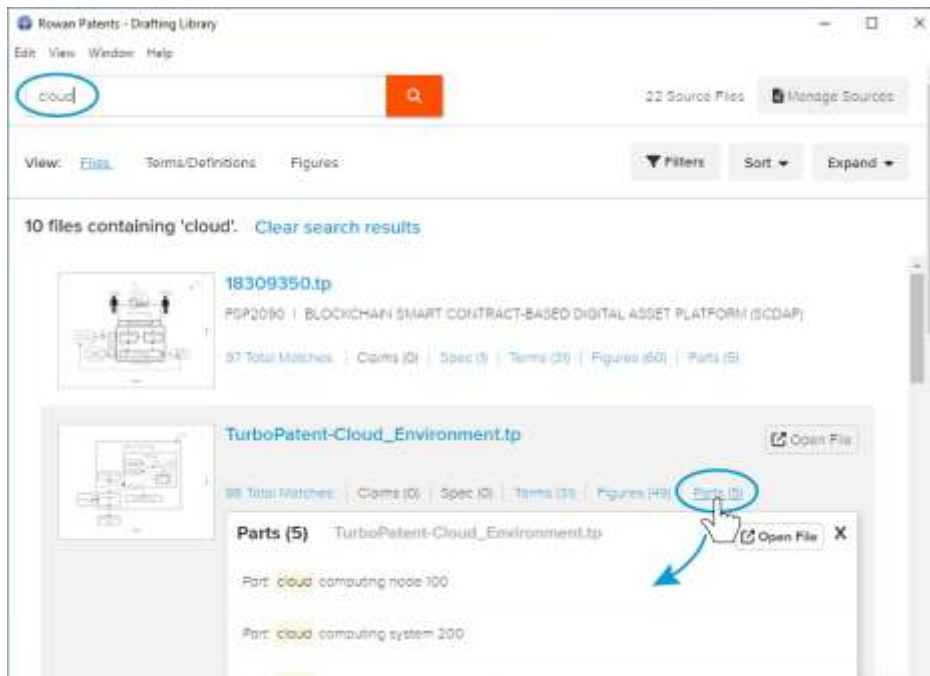 Rowan Patents - Drafting Library
Edit View Window Help
cloud
22 Source Files Manage Sources
View: Files Terms/Definitions Figures Filters Sort Expand
10 files containing 'cloud'. Clear search results
18309350.tp
PSP2090 | BLOCKCHAIN SMART CONTRACT-BASED DIGITAL ASSET PLATFORM (SCDAP)
97 Total Matches: | Claims (0) | Spec (1) | Terms (31) | Figures (60) | Parts (5)
TurboPatent-Cloud_Environment.tp Open File
Total Matches: | Claims (0) | Spec (0) | Terms (31) | Figures (49) | Parts (5)
Parts (5) TurboPatent-Cloud_Environment.tp Open File X
Part: cloud computing node 100
Part: cloud computing system 200